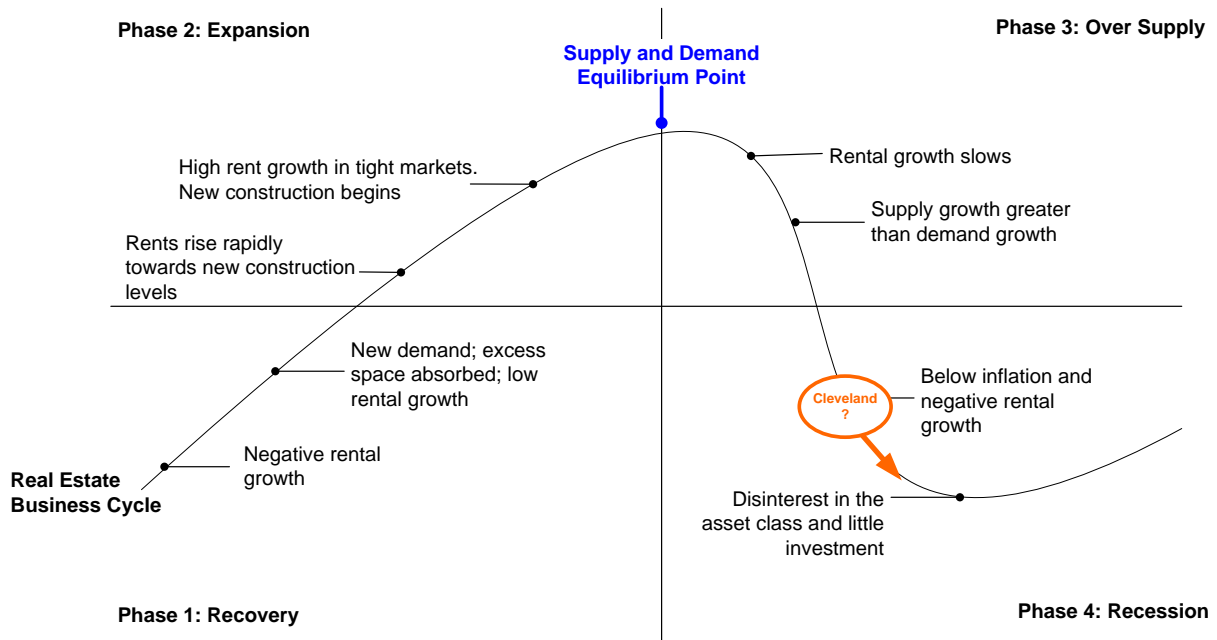 Phase 2: Expansion
Phase 3: Over Supply
Supply and Demand
Equilibrium Point
High rent growth in tight markets.
New construction begins
Rental growth slows
Supply growth greater
than demand growth
Rents rise rapidly
towards new construction
levels
New demand; excess
space absorbed; low
rental growth
Cleveland
?
Below inflation and
negative rental
growth
Negative rental
growth
Real Estate
Business Cycle
Disinterest in the
asset class and little
investment
Phase 1: Recovery
Phase 4: Recession